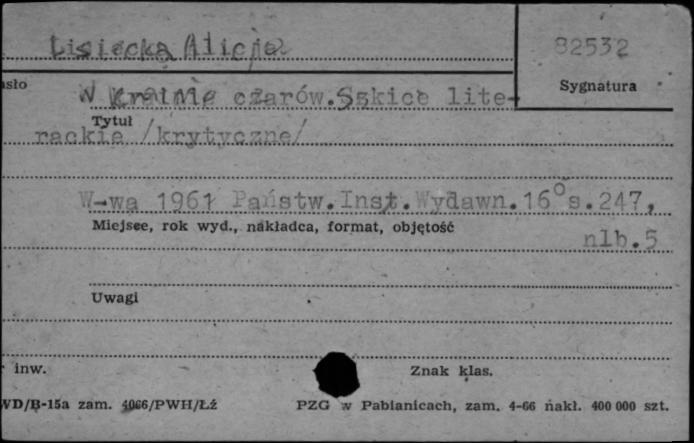 Lisiecka Alicja
82532
Sygnatura
asło
W krainie czarów.Szkice lite-
Tytuł
rackie /krytyczne/
W-wa 1961 Państw.Inst.Wydawn.16°s.247,
Miejsce, rok wyd., nakładca, format, objętość
nlb.5
Uwagi
inw.
Znak klas.
WD/B-15a zam. 4066/PWH/Łź
PZG w Pabianicach, zam. 4-66 nakł. 400 000 szt.